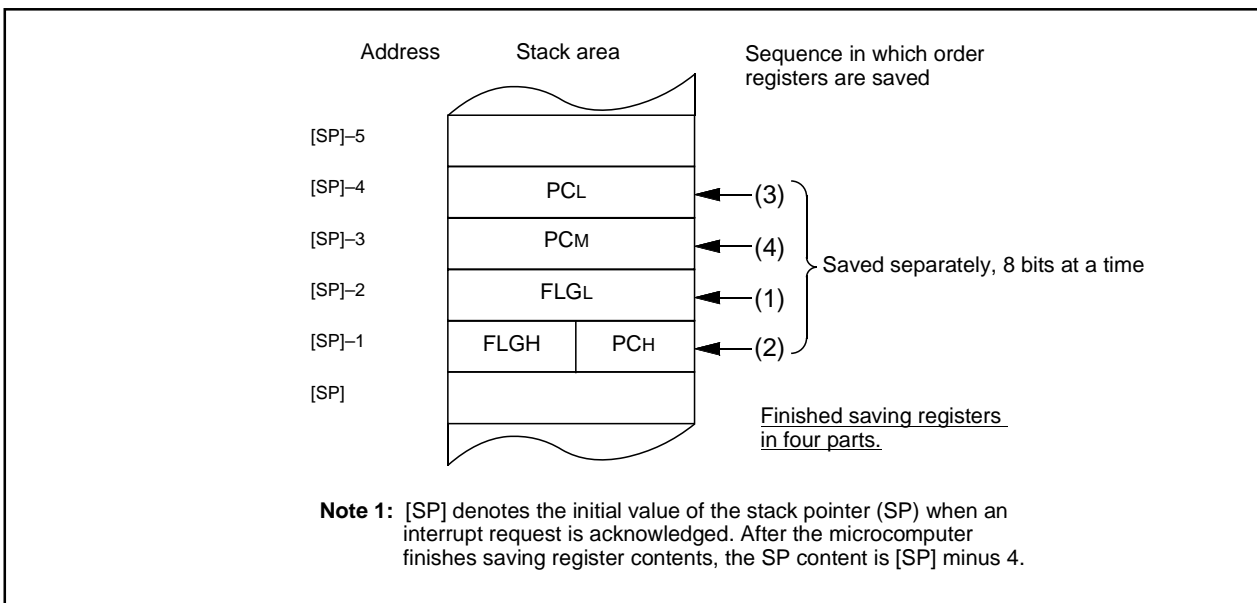 Address Stack area Sequence in which order
registers are saved
[SP]–5
[SP]–4 PCL (3)
[SP]–3 PCM (4)
Saved separately, 8 bits at a time
[SP]–2 FLGL (1)
[SP]–1 FLGH PCH (2)
[SP]
Finished saving registers
in four parts.
Note 1: [SP] denotes the initial value of the stack pointer (SP) when an
interrupt request is acknowledged. After the microcomputer
finishes saving register contents, the SP content is [SP] minus 4.